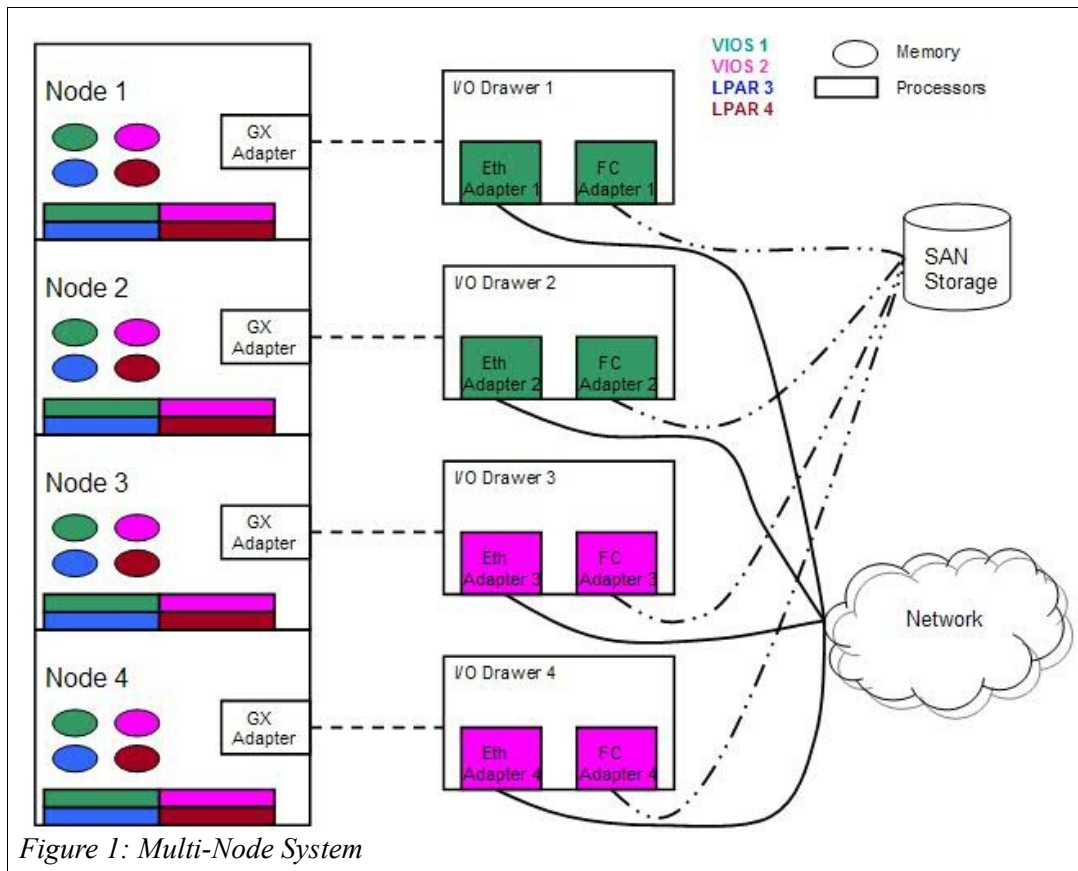 Node 1
GX
Adapter
I/O Drawer 1
Eth
Adapter 1
FC
Adapter 1
VIOS 1
VIOS 2
LPAR 3
LPAR 4
Memory
Processors
Node 2
GX
Adapter
I/O Drawer 2
Eth
Adapter 2
FC
Adapter 2
SAN
Storage
Node 3
GX
Adapter
I/O Drawer 3
Eth
Adapter 3
FC
Adapter 3
Network
Node 4
GX
Adapter
I/O Drawer 4
Eth
Adapter 4
FC
Adapter 4
Figure 1: Multi-Node System